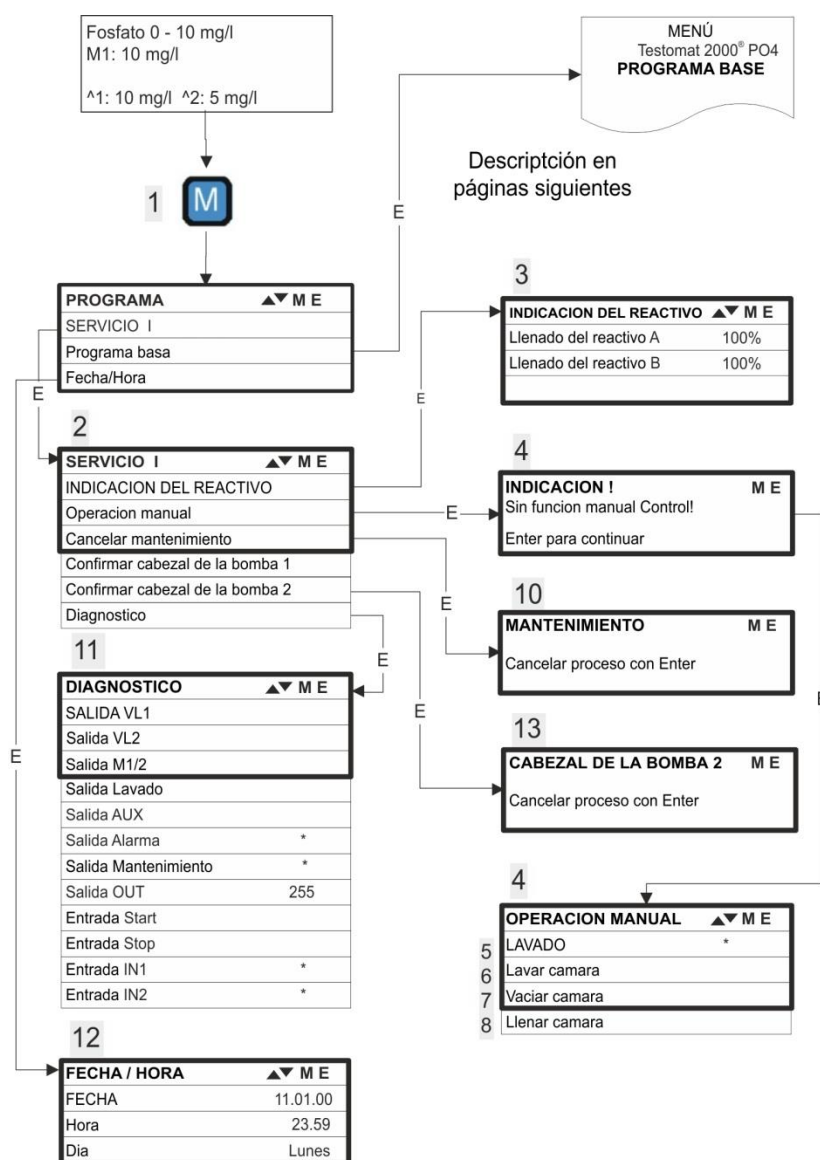 Fosfato 0 - 10 mg/l
M1: 10 mg/l
^1: 10 mg/l ^2: 5 mg/l
MENÚ
Testomat 2000® PO4
PROGRAMA BASE
Descriptción en
páginas siguientes
1
M
E
PROGRAMA ▲▼ M E
SERVICIO I
Programa basa
Fecha/Hora
E
3
INDICACION DEL REACTIVO ▲▼ M E
Llenado del reactivo A 100%
Llenado del reactivo B 100%
E
2
SERVICIO I ▲▼ M E
INDICACION DEL REACTIVO
Operacion manual
Cancelar mantenimiento
Confirmar cabezal de la bomba 1
Confirmar cabezal de la bomba 2
Diagnostico
E
4
INDICACION ! M E
Sin funcion manual Control!
Enter para continuar
E
10
MANTENIMIENTO M E
Cancelar proceso con Enter
E
11
DIAGNOSTICO ▲▼ M E
SALIDA VL1
Salida VL2
Salida M1/2
Salida Lavado
Salida AUX
Salida Alarma *
Salida Mantenimiento *
Salida OUT 255
Entrada Start
Entrada Stop
Entrada IN1 *
Entrada IN2 *
E
E
13
CABEZAL DE LA BOMBA 2 M E
Cancelar proceso con Enter
4
OPERACION MANUAL ▲▼ M E
5 LAVADO *
6 Lavar camara
7 Vaciar camara
8 Llenar camara
12
FECHA / HORA ▲▼ M E
FECHA 11.01.00
Hora 23.59
Dia Lunes